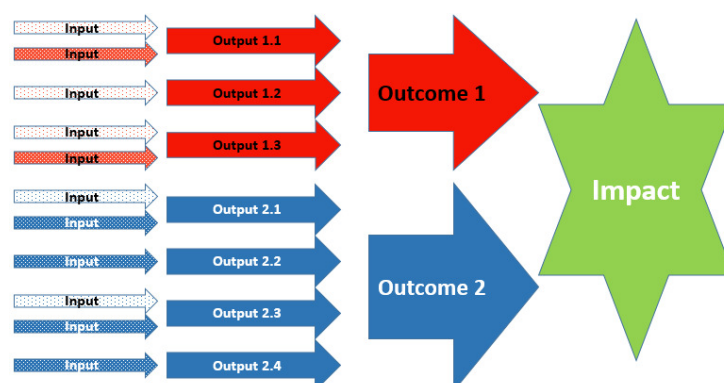 Input
Input
Output 1.1
Input
Output 1.2
Input
Input
Output 1.3
Outcome 1
Input
Input
Output 2.1
Input
Output 2.2
Input
Input
Output 2.3
Input
Output 2.4
Outcome 2
Impact